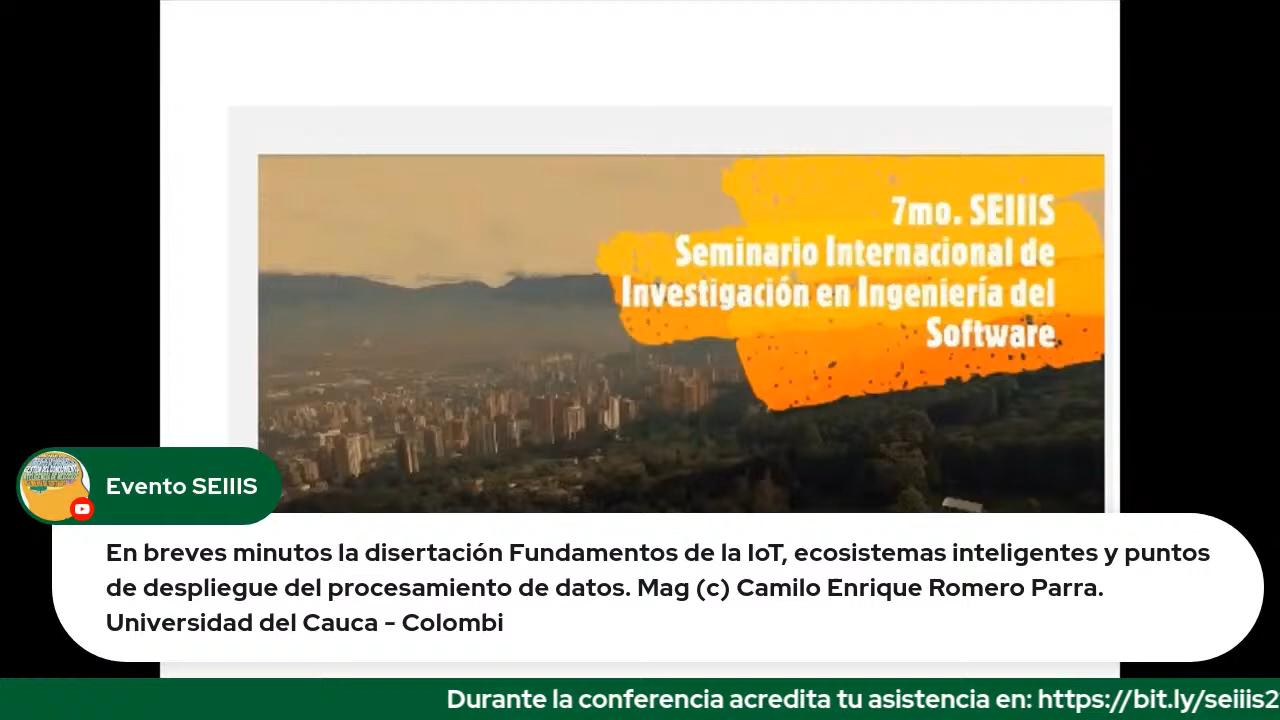 7mo. SEIIIS
Seminario Internacional de
Investigación en Ingeniería del
Software
Evento SEIIIS
En breves minutos la disertación Fundamentos de la IoT, ecosistemas inteligentes y puntos
de despliegue del procesamiento de datos. Mag (c) Camilo Enrique Romero Parra.
Universidad del Cauca - Colombi
Durante la conferencia acredita tu asistencia en: https://bit.ly/seiiis2